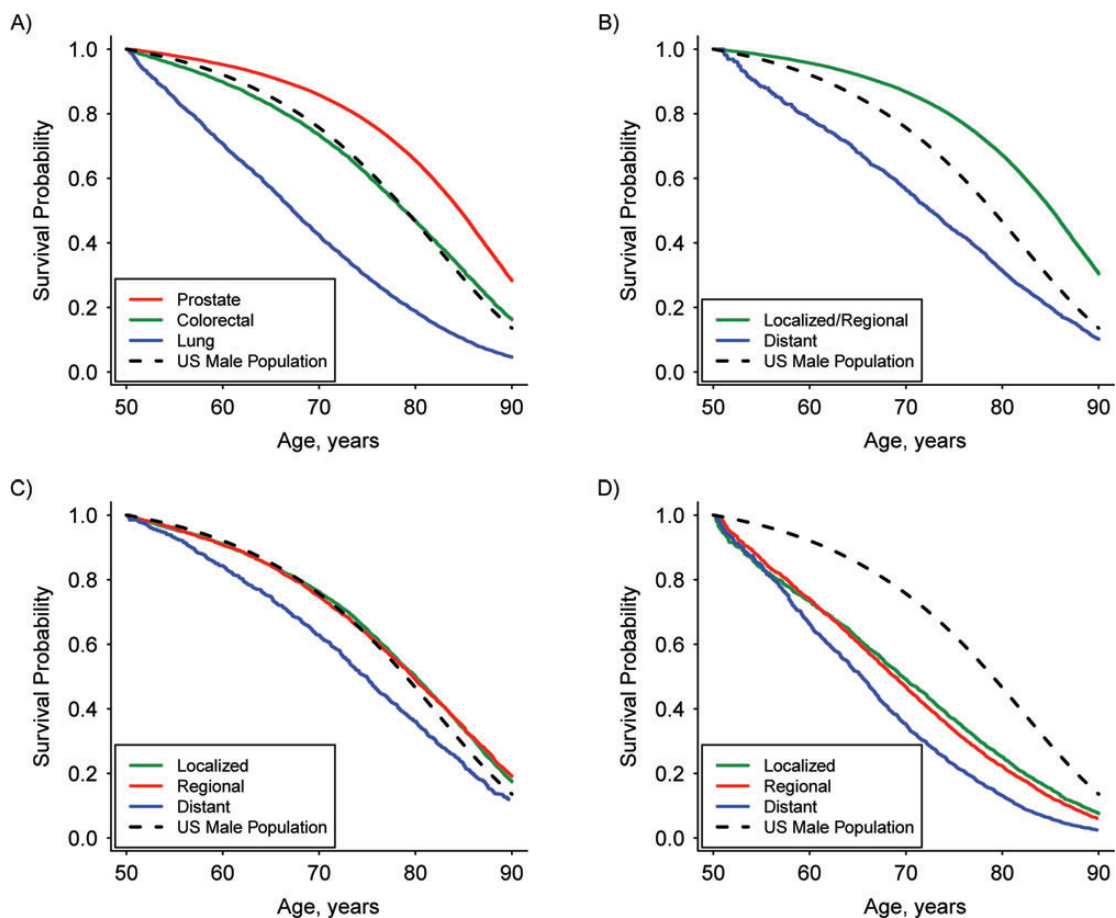 A)
1.0
0.8
0.6
0.4
0.2
0.0
Survival Probability
Prostate
Colorectal
Lung
US Male Population
50 60 70 80 90
Age, years
B)
1.0
0.8
0.6
0.4
0.2
0.0
Survival Probability
Localized/Regional
Distant
US Male Population
50 60 70 80 90
Age, years
C)
1.0
0.8
0.6
0.4
0.2
0.0
Survival Probability
Localized
Regional
Distant
US Male Population
50 60 70 80 90
Age, years
D)
1.0
0.8
0.6
0.4
0.2
0.0
Survival Probability
Localized
Regional
Distant
US Male Population
50 60 70 80 90
Age, years